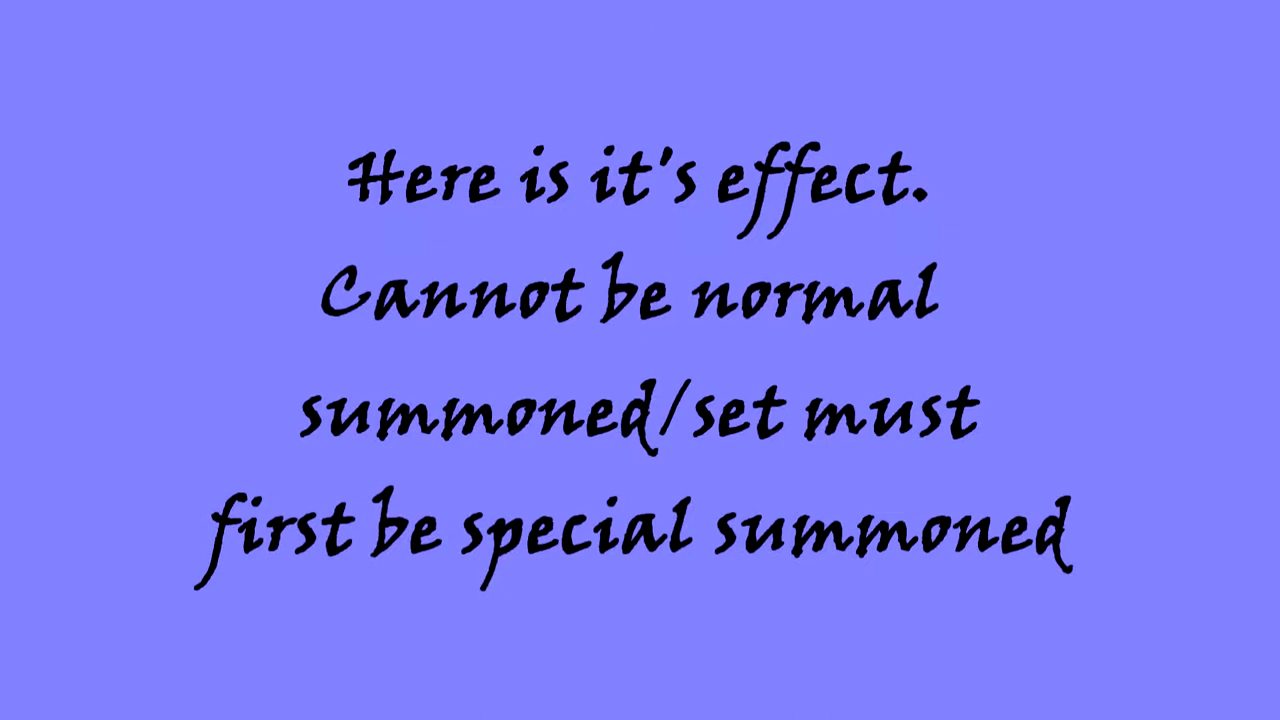 Here is it's effect.
Cannot be normal
summoned/set must
first be special summoned